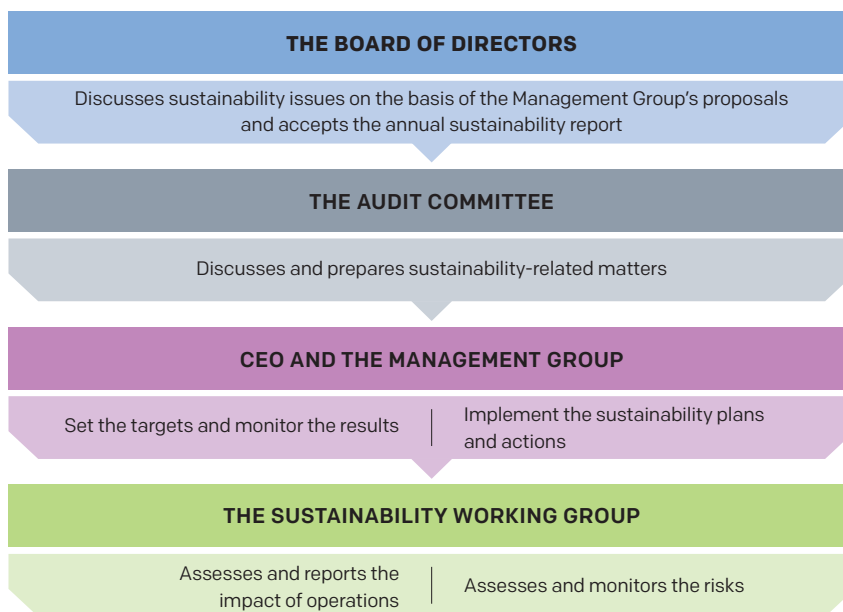 THE BOARD OF DIRECTORS
Discusses sustainability issues on the basis of the Management Group's proposals
and accepts the annual sustainability report
THE AUDIT COMMITTEE
Discusses and prepares sustainability-related matters
CEO AND THE MANAGEMENT GROUP
Set the targets and monitor the results
Implement the sustainability plans
and actions
THE SUSTAINABILITY WORKING GROUP
Assesses and reports the
impact of operations
Assesses and monitors the risks